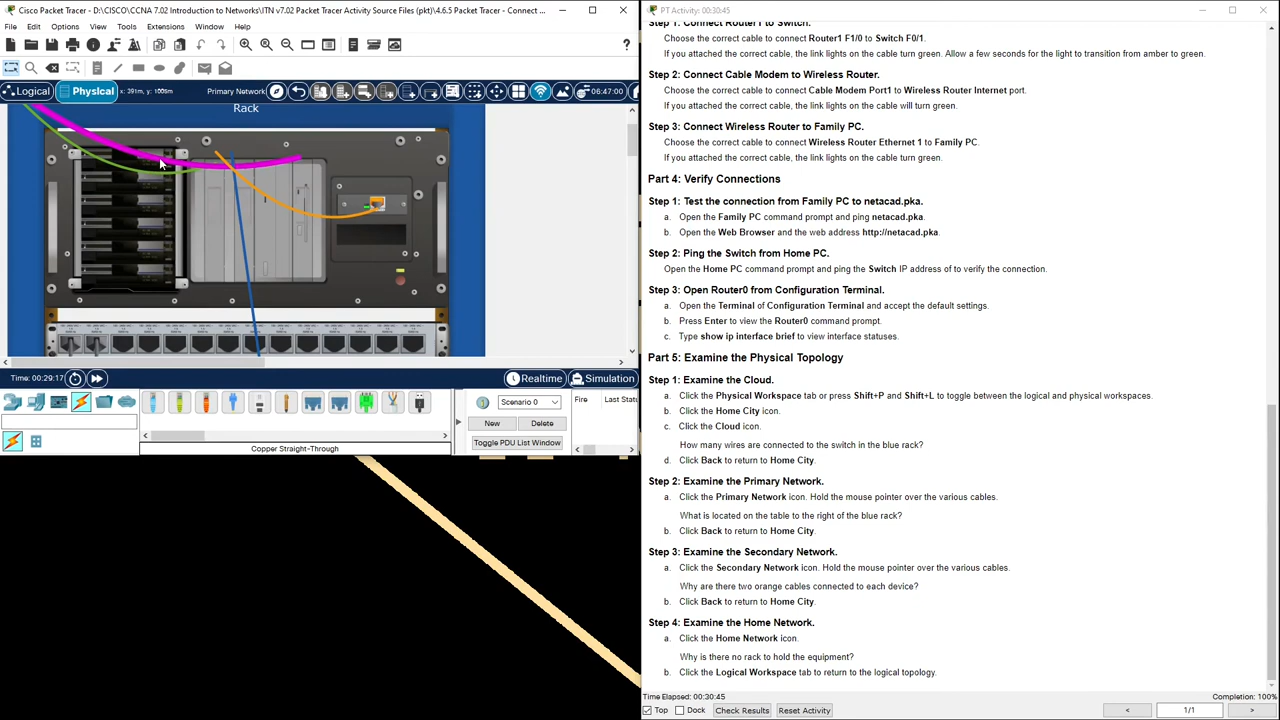 Cisco Packet Tracer - C:\CISCO\CCNA 7.02 Introduction to Networks\ITN v7.02 Packet Tracer Activity Source Files (pkt)\4.6.5 Packet Tracer - Connect ...
File Edit Options View Tools Extensions Window Help
Logical Physical x: 391m, y: 1006m Primary Network 06:47:00
Rack
Time: 00:29:17 Realtime Simulation
Scenario 0 Fire Last Statu
New Delete
Toggle PDU List Window
Copper Straight-Through
PT Activity: 00:30:45
Step 1: Connect Router1 to Switch.
Choose the correct cable to connect Router1 F1/0 to Switch F0/1.
If you attached the correct cable, the link lights on the cable turn green. Allow a few seconds for the light to transition from amber to green.
Step 2: Connect Cable Modem to Wireless Router.
Choose the correct cable to connect Cable Modem Port1 to Wireless Router Internet port.
If you attached the correct cable, the link lights on the cable will turn green.
Step 3: Connect Wireless Router to Family PC.
Choose the correct cable to connect Wireless Router Ethernet 1 to Family PC.
If you attached the correct cable, the link lights on the cable turn green.
Part 4: Verify Connections
Step 1: Test the connection from Family PC to netacad.pka.
a. Open the Family PC command prompt and ping netacad.pka.
b. Open the Web Browser and the web address http://netacad.pka.
Step 2: Ping the Switch from Home PC.
Open the Home PC command prompt and ping the Switch IP address of to verify the connection.
Step 3: Open Router0 from Configuration Terminal.
a. Open the Terminal of Configuration Terminal and accept the default settings.
b. Press Enter to view the Router0 command prompt.
c. Type show ip interface brief to view interface statuses.
Part 5: Examine the Physical Topology
Step 1: Examine the Cloud.
a. Click the Physical Workspace tab or press Shift+P and Shift+L to toggle between the logical and physical workspaces.
b. Click the Home City icon.
c. Click the Cloud icon.
How many wires are connected to the switch in the blue rack?
d. Click Back to return to Home City.
Step 2: Examine the Primary Network.
a. Click the Primary Network icon. Hold the mouse pointer over the various cables.
What is located on the table to the right of the blue rack?
b. Click Back to return to Home City.
Step 3: Examine the Secondary Network.
a. Click the Secondary Network icon. Hold the mouse pointer over the various cables.
Why are there two orange cables connected to each device?
b. Click Back to return to Home City.
Step 4: Examine the Home Network.
a. Click the Home Network icon.
Why is there no rack to hold the equipment?
b. Click the Logical Workspace tab to return to the logical topology.
Time Elapsed: 00:30:45 Completion: 100%
Top Dock Check Results Reset Activity < 1/1 >